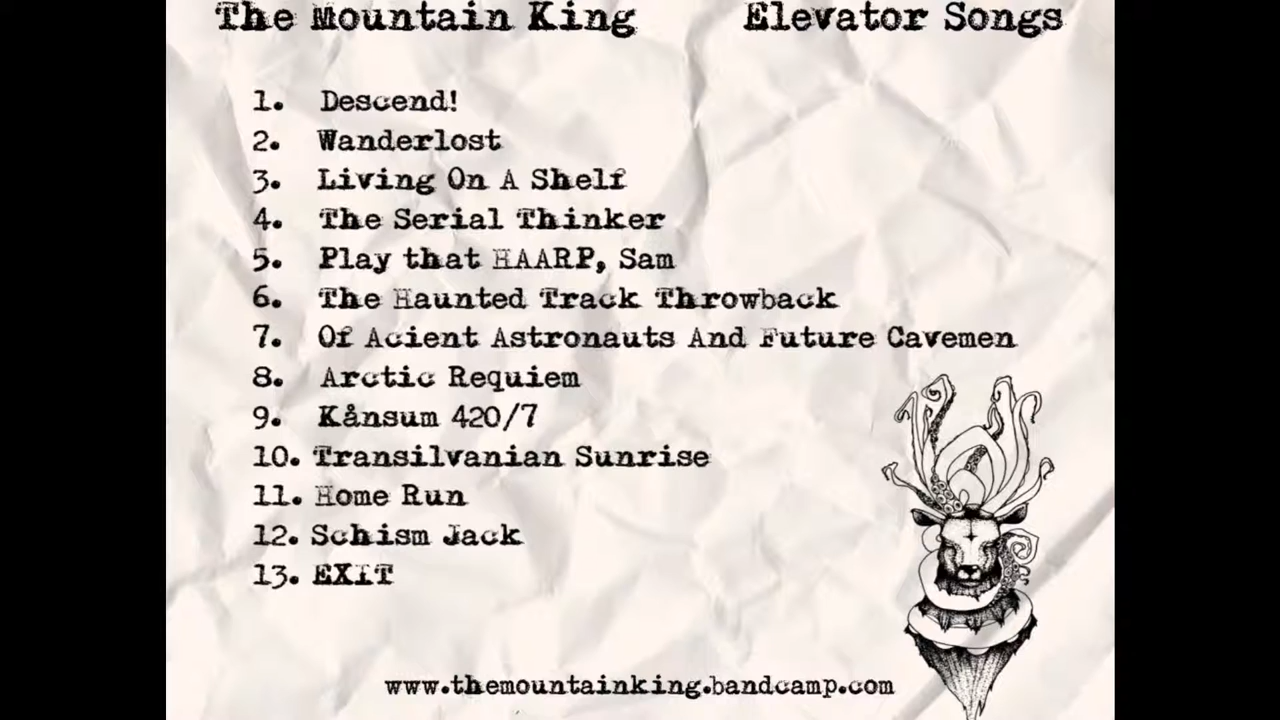 The Mountain King Elevator Songs
1. Descend!
2. Wanderlost
3. Living On A Shelf
4. The Serial Thinker
5. Play that HAARP, Sam
6. The Haunted Track Throwback
7. Of Acient Astronauts And Future Cavemen
8. Arctic Requiem
9. Kånsum 420/7
10. Transilvanian Sunrise
11. Home Run
12. Schism Jack
13. EXIT
www.themountainking.bandcamp.com